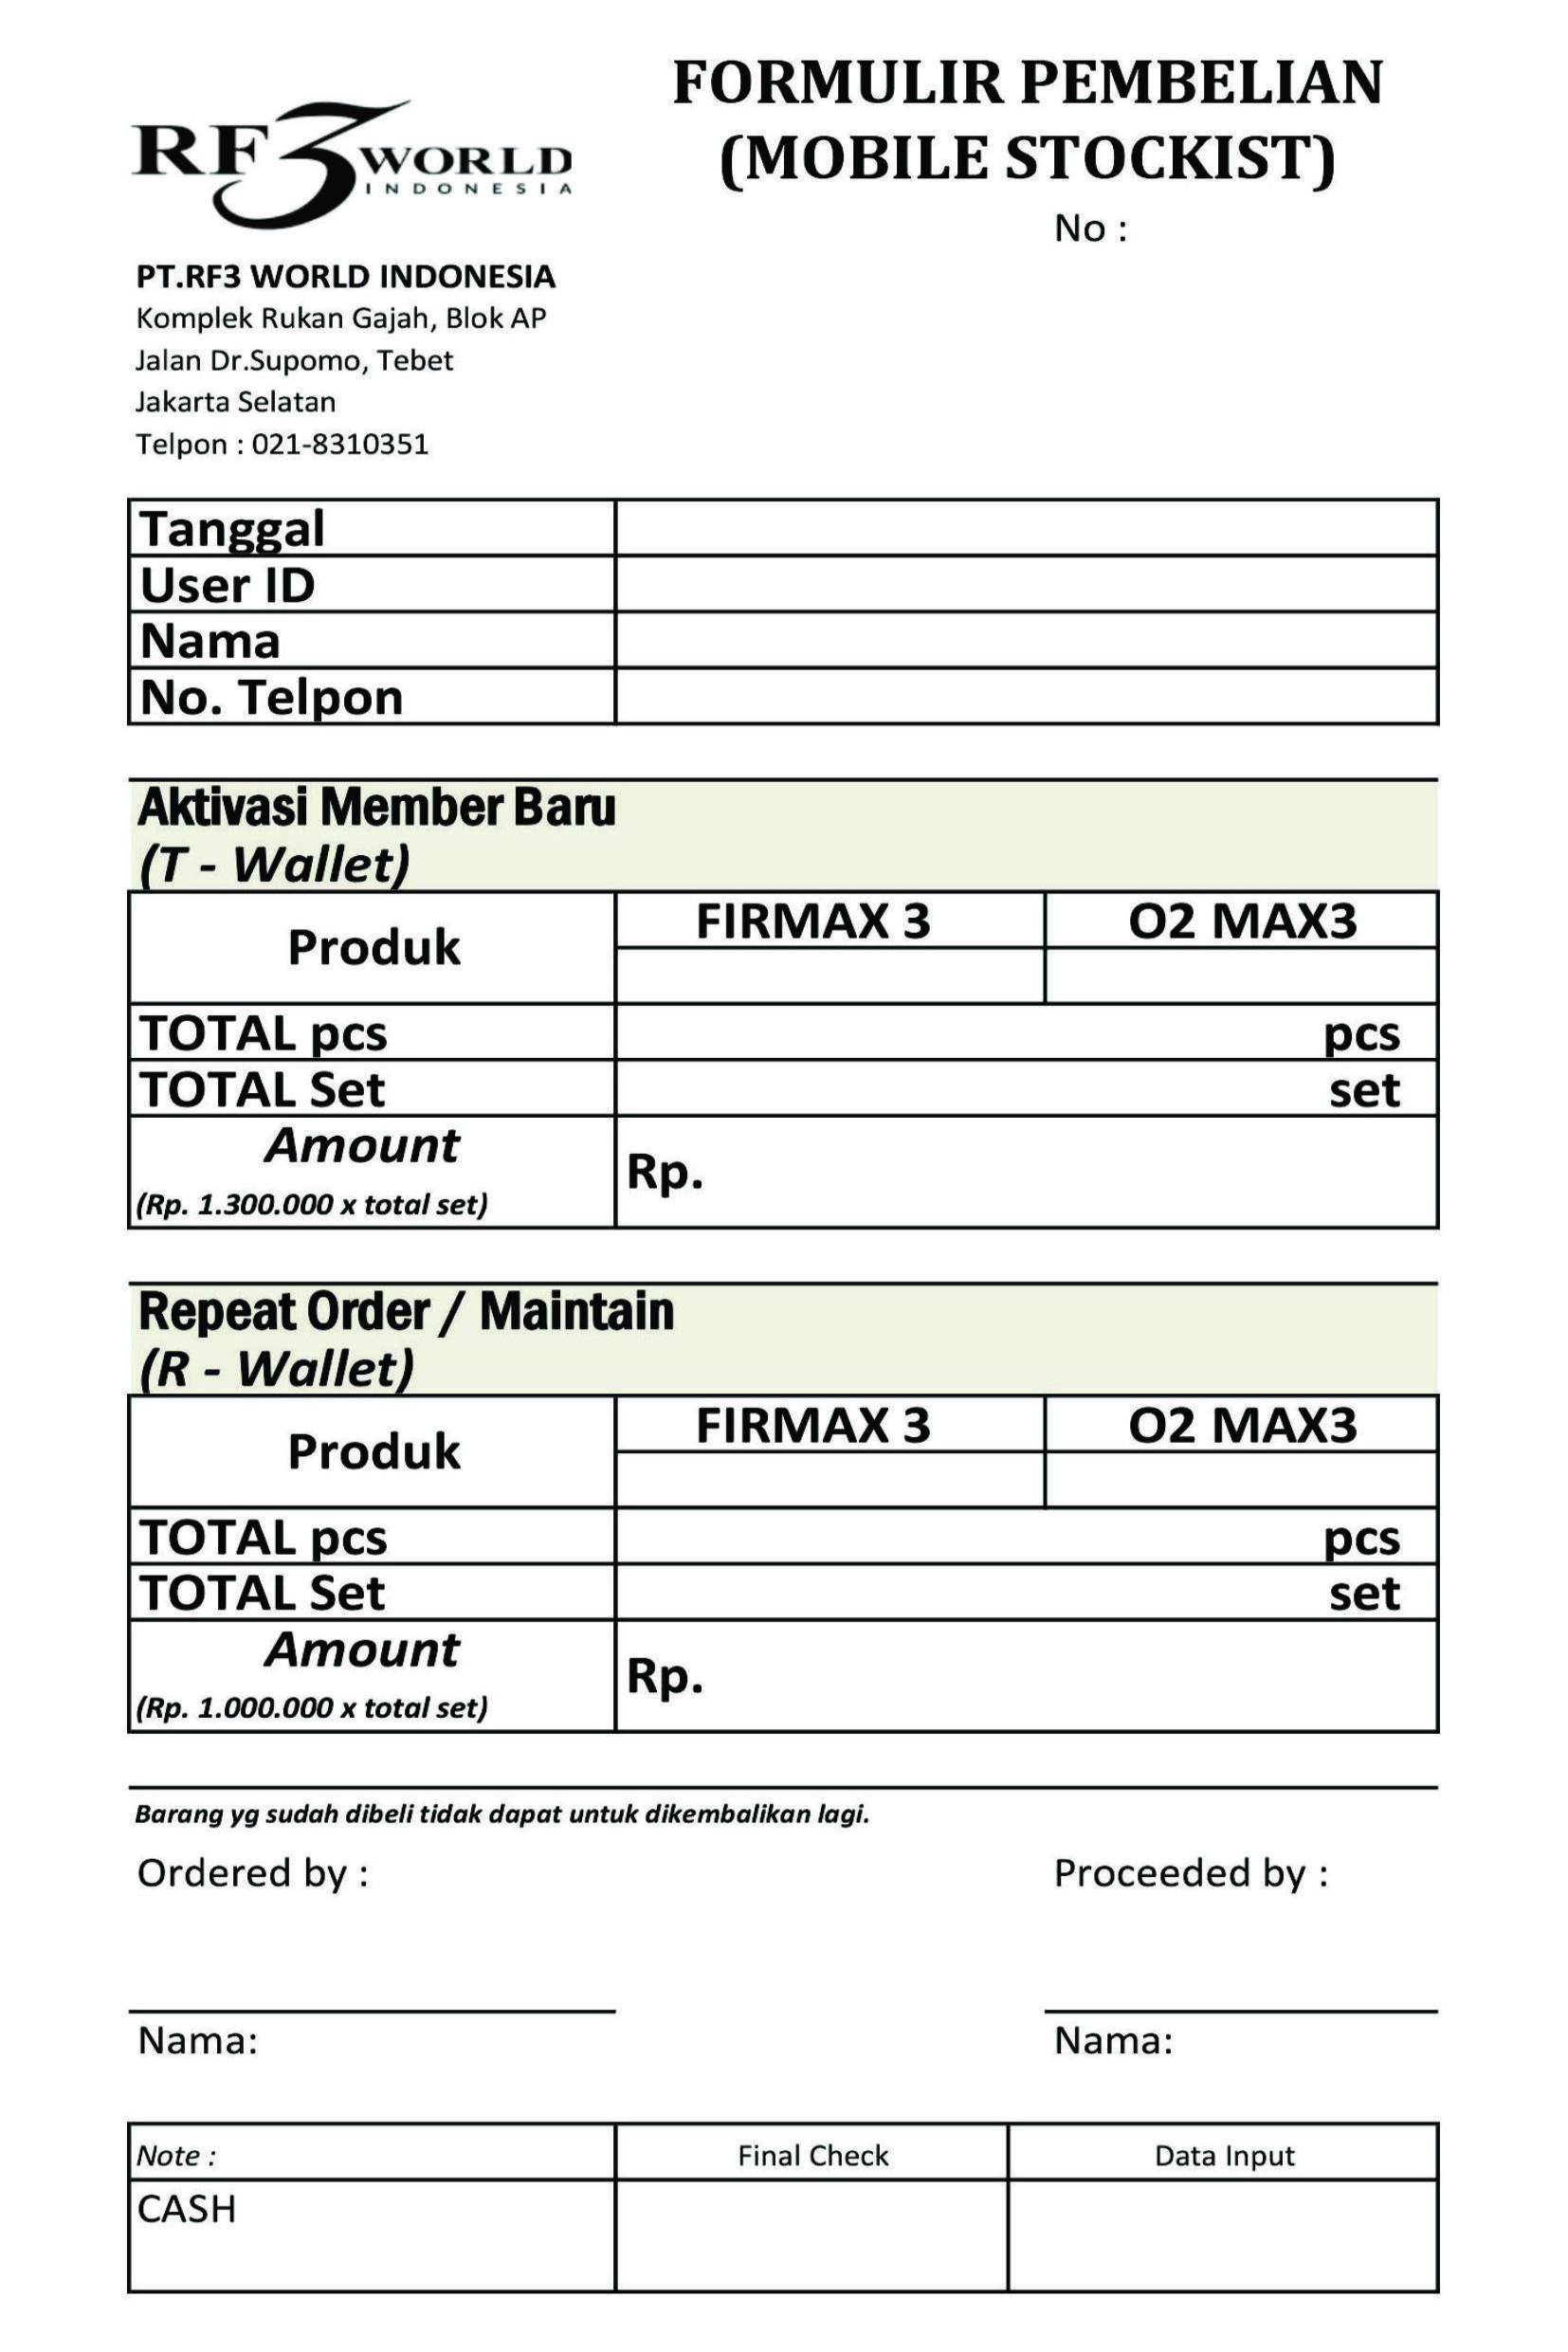 RF3 WORLD
INDONESIA
FORMULIR PEMBELIAN
(MOBILE STOCKIST)
No :
PT.RF3 WORLD INDONESIA
Komplek Rukan Gajah, Blok AP
Jalan Dr.Supomo, Tebet
Jakarta Selatan
Telpon : 021-8310351
Tanggal
User ID
Nama
No. Telpon
Aktivasi Member Baru
(T - Wallet)
Produk FIRMAX 3 O2 MAX3
TOTAL pcs pcs
TOTAL Set set
Amount
Rp.
(Rp. 1.300.000 x total set)
Repeat Order / Maintain
(R - Wallet)
Produk FIRMAX 3 O2 MAX3
TOTAL pcs pcs
TOTAL Set set
Amount
Rp.
(Rp. 1.000.000 x total set)
Barang yg sudah dibeli tidak dapat untuk dikembalikan lagi.
Ordered by : Proceeded by :
Nama: Nama:
Note : Final Check Data Input
CASH